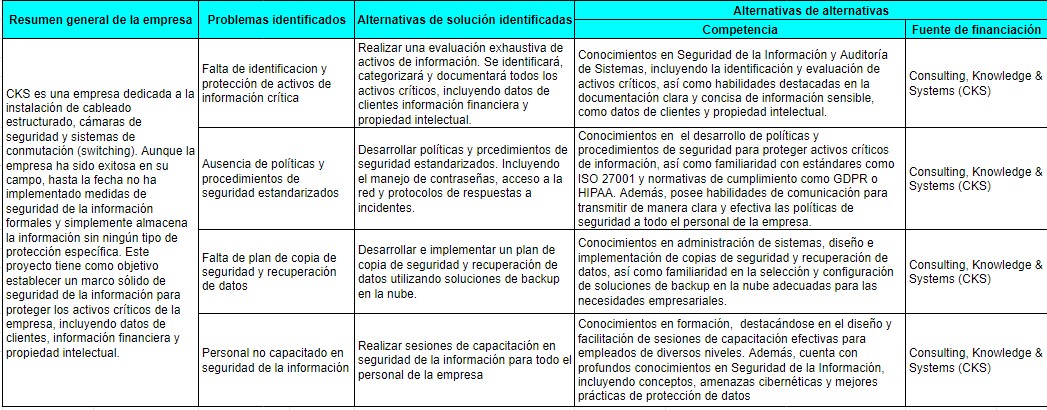 Resumen general de la empresa
Problemas identificados
Alternativas de solución identificadas
Alternativas de alternativas
Competencia
Fuente de financiación
CKS es una empresa dedicada a la
instalación de cableado
estructurado, cámaras de
seguridad y sistemas de
conmutación (switching). Aunque la
empresa ha sido exitosa en su
campo, hasta la fecha no ha
implementado medidas de
seguridad de la información
formales y simplemente almacena
la información sin ningún tipo de
protección específica. Este
proyecto tiene como objetivo
establecer un marco sólido de
seguridad de la información para
proteger los activos críticos de la
empresa, incluyendo datos de
clientes, información financiera y
propiedad intelectual.
Falta de identificacion y
protección de activos de
información crítica
Realizar una evaluación exhaustiva de
activos de información. Se identificará,
categorizará y documentará todos los
activos críticos, incluyendo datos de
clientes información financiera y
propiedad intelectual.
Conocimientos en Seguridad de la Información y Auditoría
de Sistemas, incluyendo la identificación y evaluación de
activos críticos, así como habilidades destacadas en la
documentación clara y concisa de información sensible,
como datos de clientes y propiedad intelectual.
Consulting, Knowledge &
Systems (CKS)
Ausencia de políticas y
procedimientos de
seguridad estandarizados
Desarrollar políticas y prcedimientos de
seguridad estandarizados. Incluyendo
el manejo de contraseñas, acceso a la
red y protocolos de respuestas a
incidentes.
Conocimientos en  el desarrollo de políticas y
procedimientos de seguridad para proteger activos críticos
de información, así como familiaridad con estándares como
ISO 27001 y normativas de cumplimiento como GDPR o
HIPAA. Además, posee habilidades de comunicación para
transmitir de manera clara y efectiva las políticas de
seguridad a todo el personal de la empresa.
Consulting, Knowledge &
Systems (CKS)
Falta de plan de copia de
seguridad y recuperación
de datos
Desarrollar e implementar un plan de
copia de seguridad y recuperación de
datos utilizando soluciones de backup
en la nube.
Conocimientos en administración de sistemas, diseño e
implementación de copias de seguridad y recuperación de
datos, así como familiaridad en la selección y configuración
de soluciones de backup en la nube adecuadas para las
necesidades empresariales.
Consulting, Knowledge &
Systems (CKS)
Personal no capacitado en
seguridad de la información
Realizar sesiones de capacitación en
seguridad de la información para todo el
personal de la empresa
Conocimientos en formación,  destacándose en el diseño y
facilitación de sesiones de capacitación efectivas para
empleados de diversos niveles. Además, cuenta con
profundos conocimientos en Seguridad de la Información,
incluyendo conceptos, amenazas cibernéticas y mejores
prácticas de protección de datos
Consulting, Knowledge &
Systems (CKS)